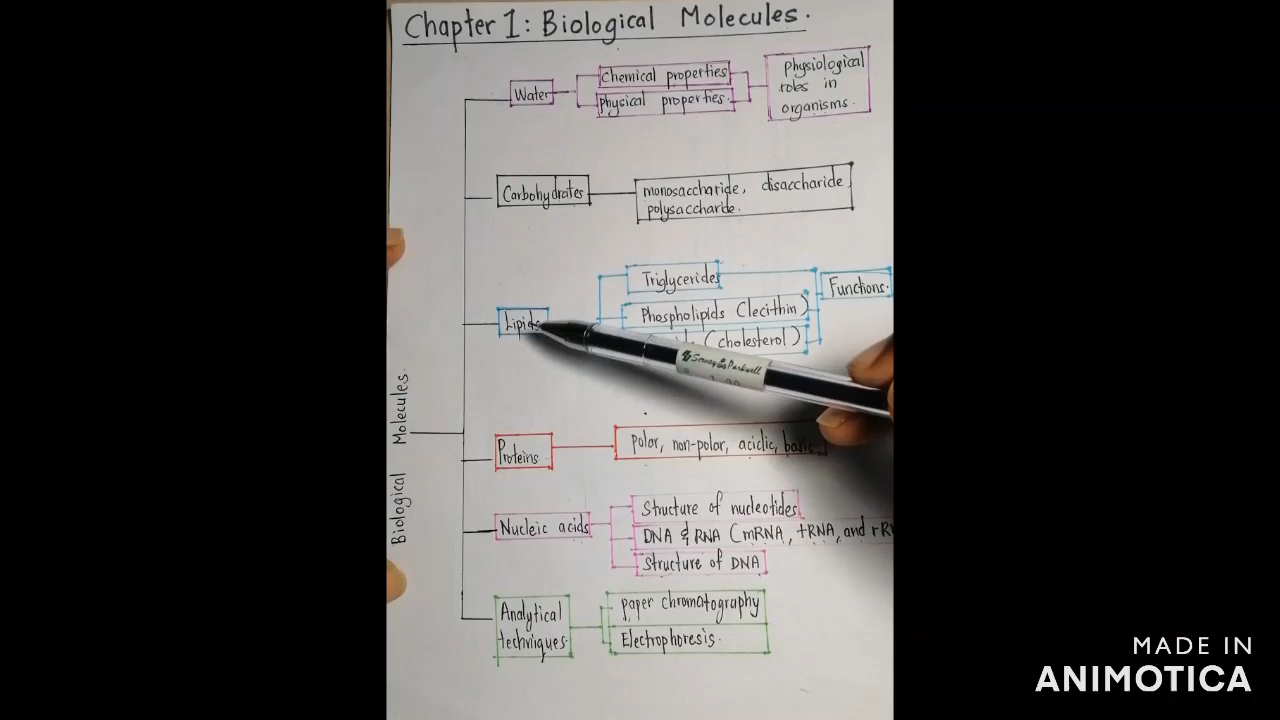 Chapter 1: Biological Molecules.
Water
Chemical properties
physical properties.
physiological
roles in
organisms.
Carbohydrates
monosaccharide, disaccharide,
polysaccharide.
Lipids
Triglycerides
Phospholipids (lecithin)
(cholesterol)
Functions.
Proteins
polar, non-polar, acidic, basic
Nucleic acids
structure of nucleotides
DNA & RNA (mRNA, tRNA, and rR
structure of DNA
Analytical
techniques.
paper chromatography
Electrophoresis.
Biological Molecules.
MADE IN
ANIMOTICA